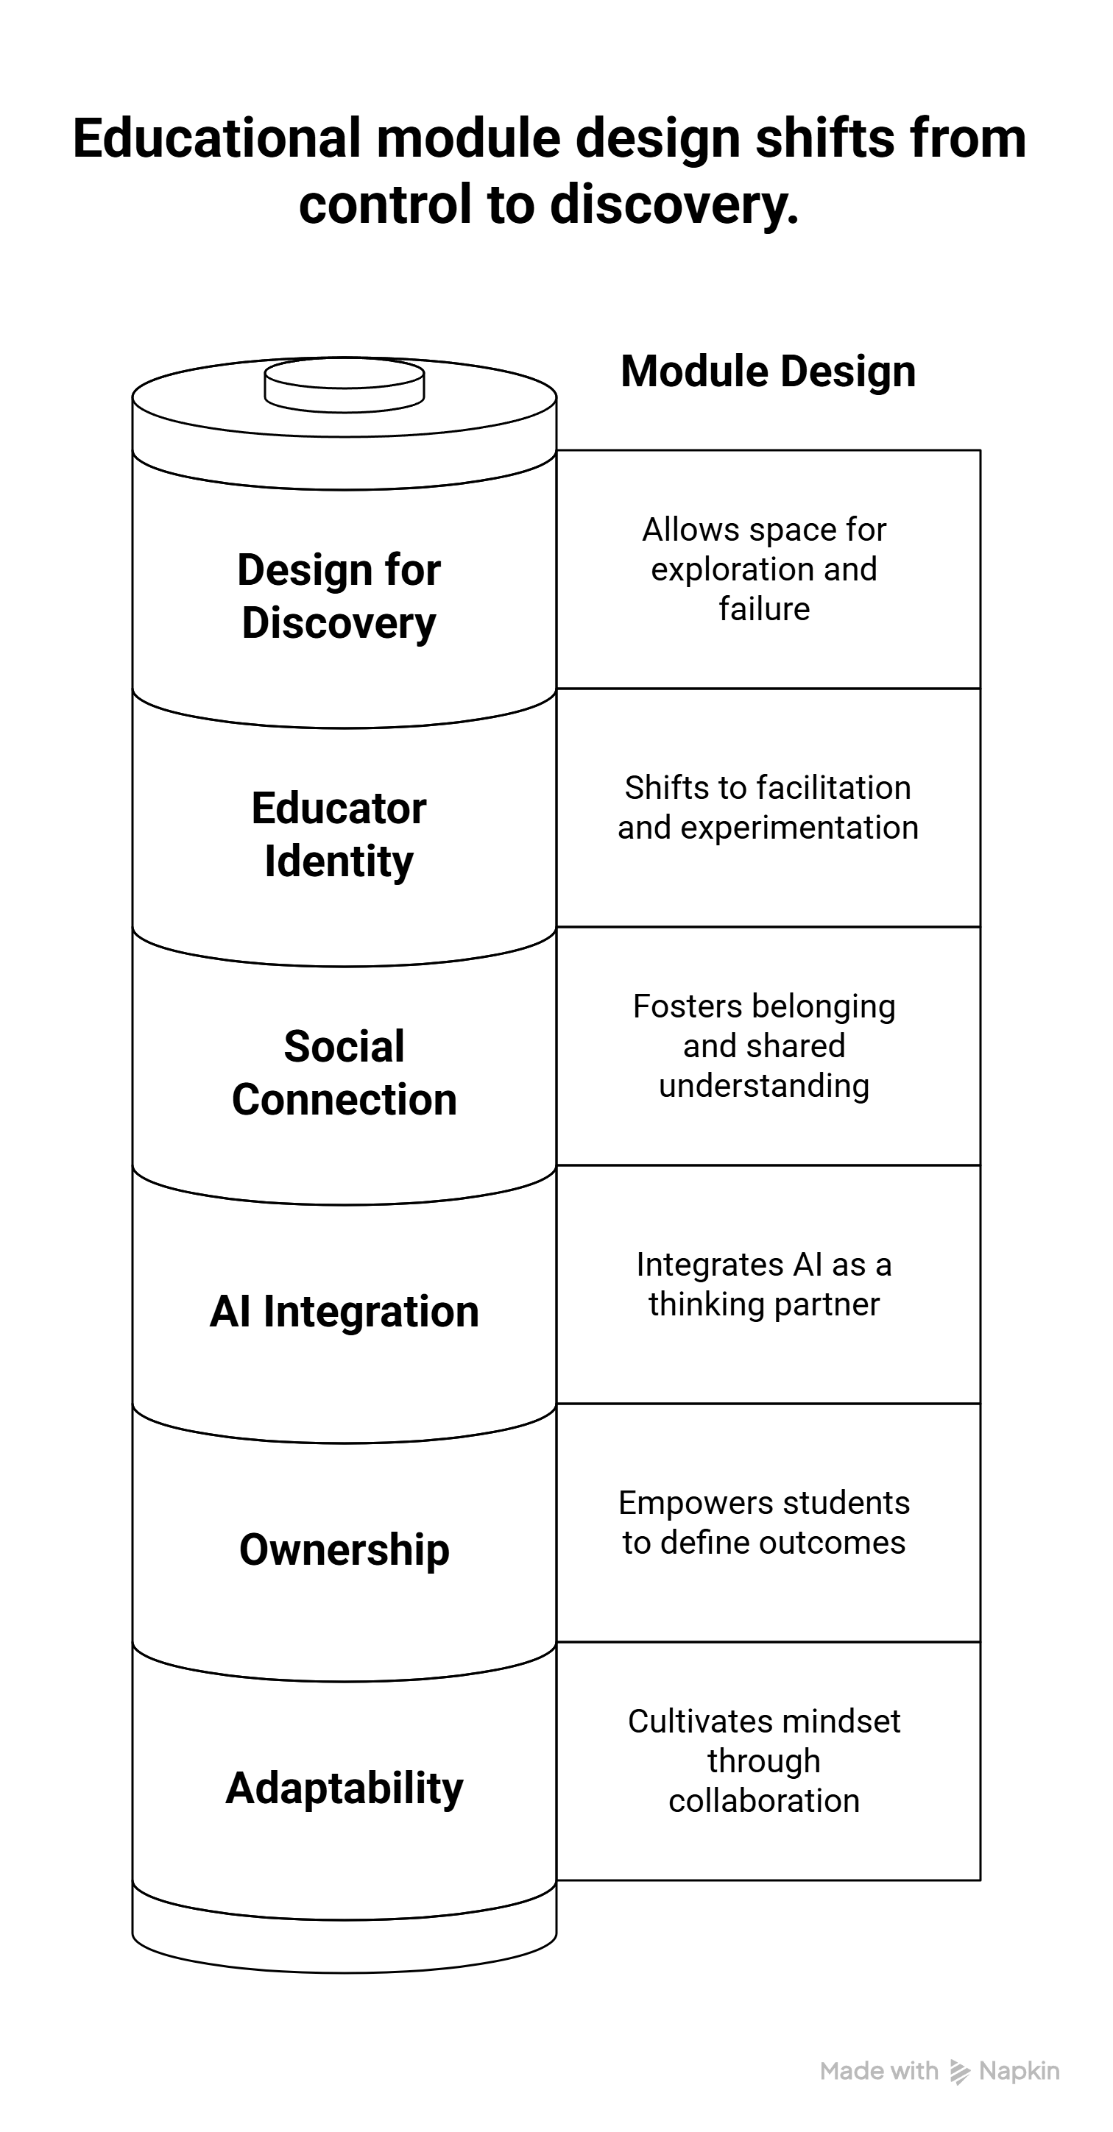 Educational module design shifts from
control to discovery.
Module Design
Design for
Discovery
Allows space for
exploration and
failure
Educator
Identity
Shifts to facilitation
and experimentation
Social
Connection
Fosters belonging
and shared
understanding
AI Integration
Integrates AI as a
thinking partner
Ownership
Empowers students
to define outcomes
Adaptability
Cultivates mindset
through
collaboration
Made with Napkin